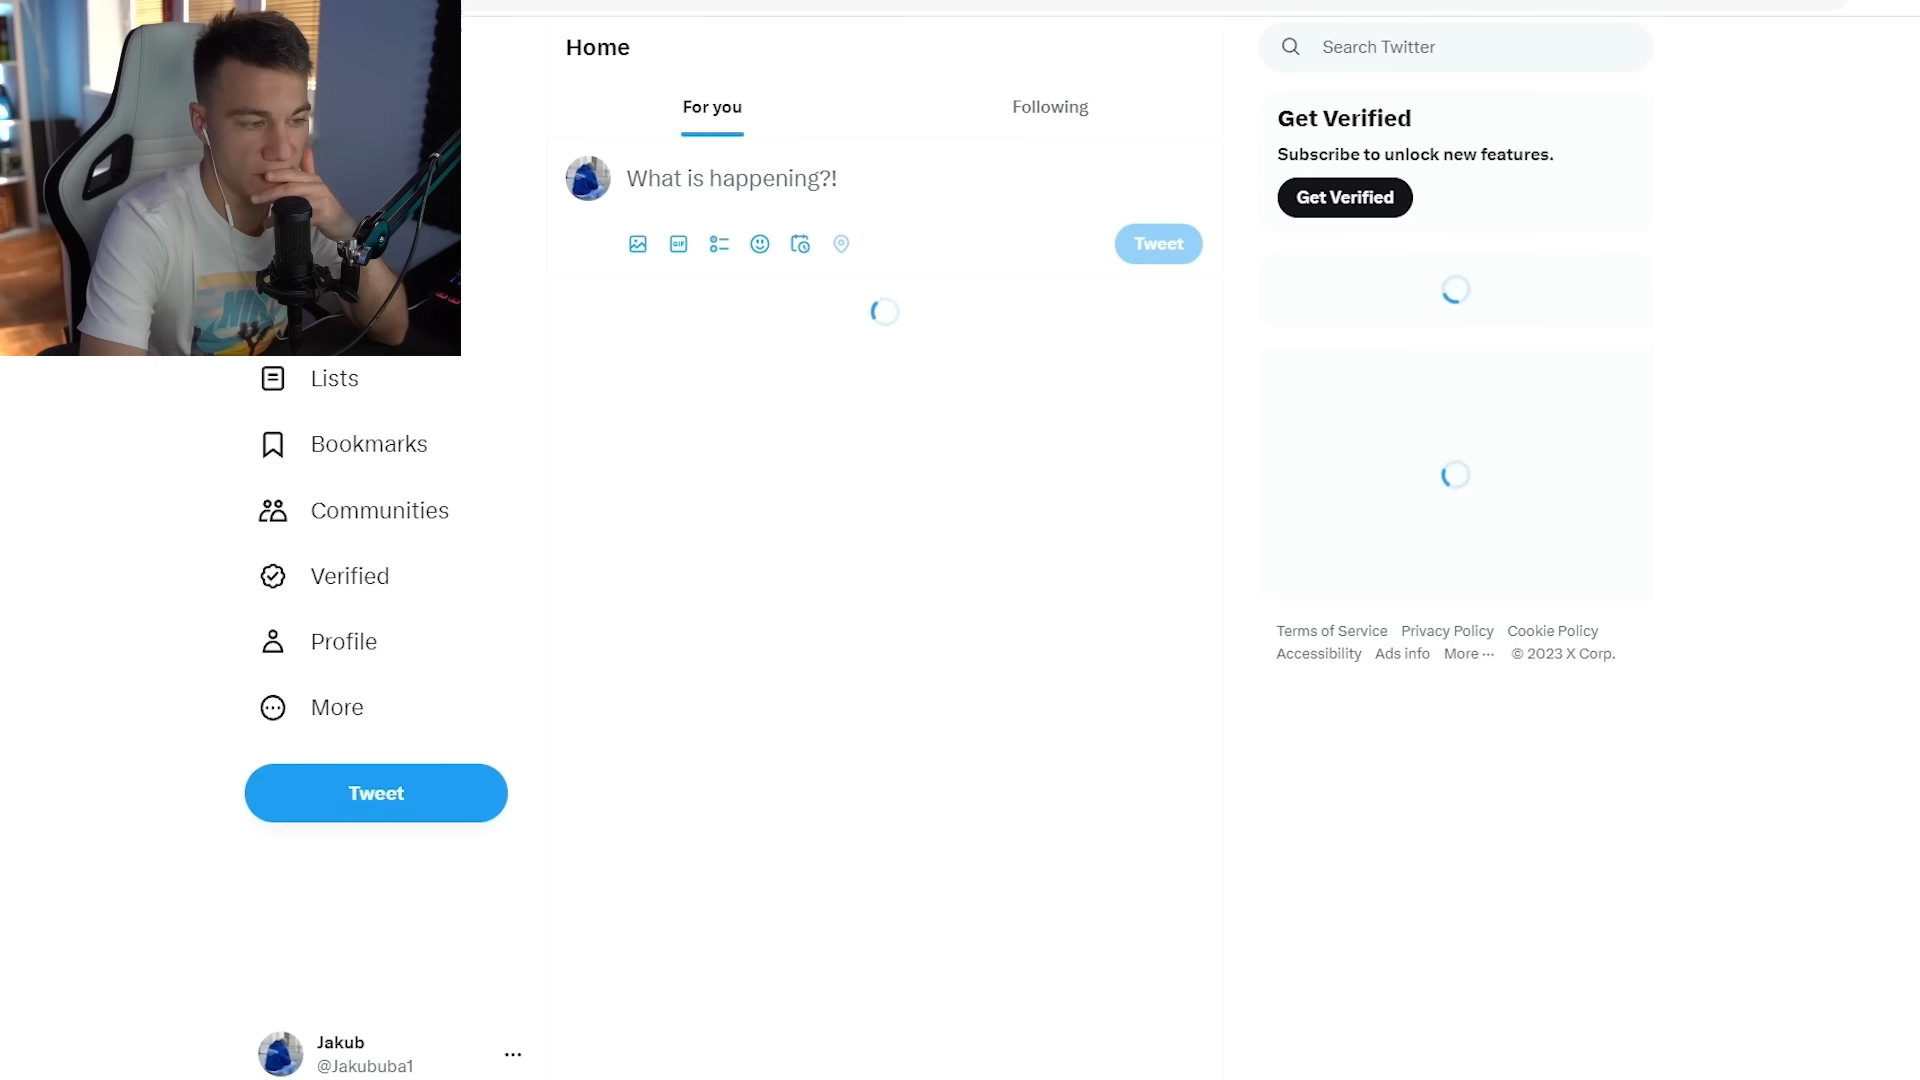 Home
For you
Following
What is happening?!
GIF
Tweet
Search Twitter
Get Verified
Subscribe to unlock new features.
Get Verified
Terms of Service Privacy Policy Cookie Policy
Accessibility Ads info More ··· © 2023 X Corp.
Lists
Bookmarks
Communities
Verified
Profile
More
Tweet
Jakub
@Jakububa1